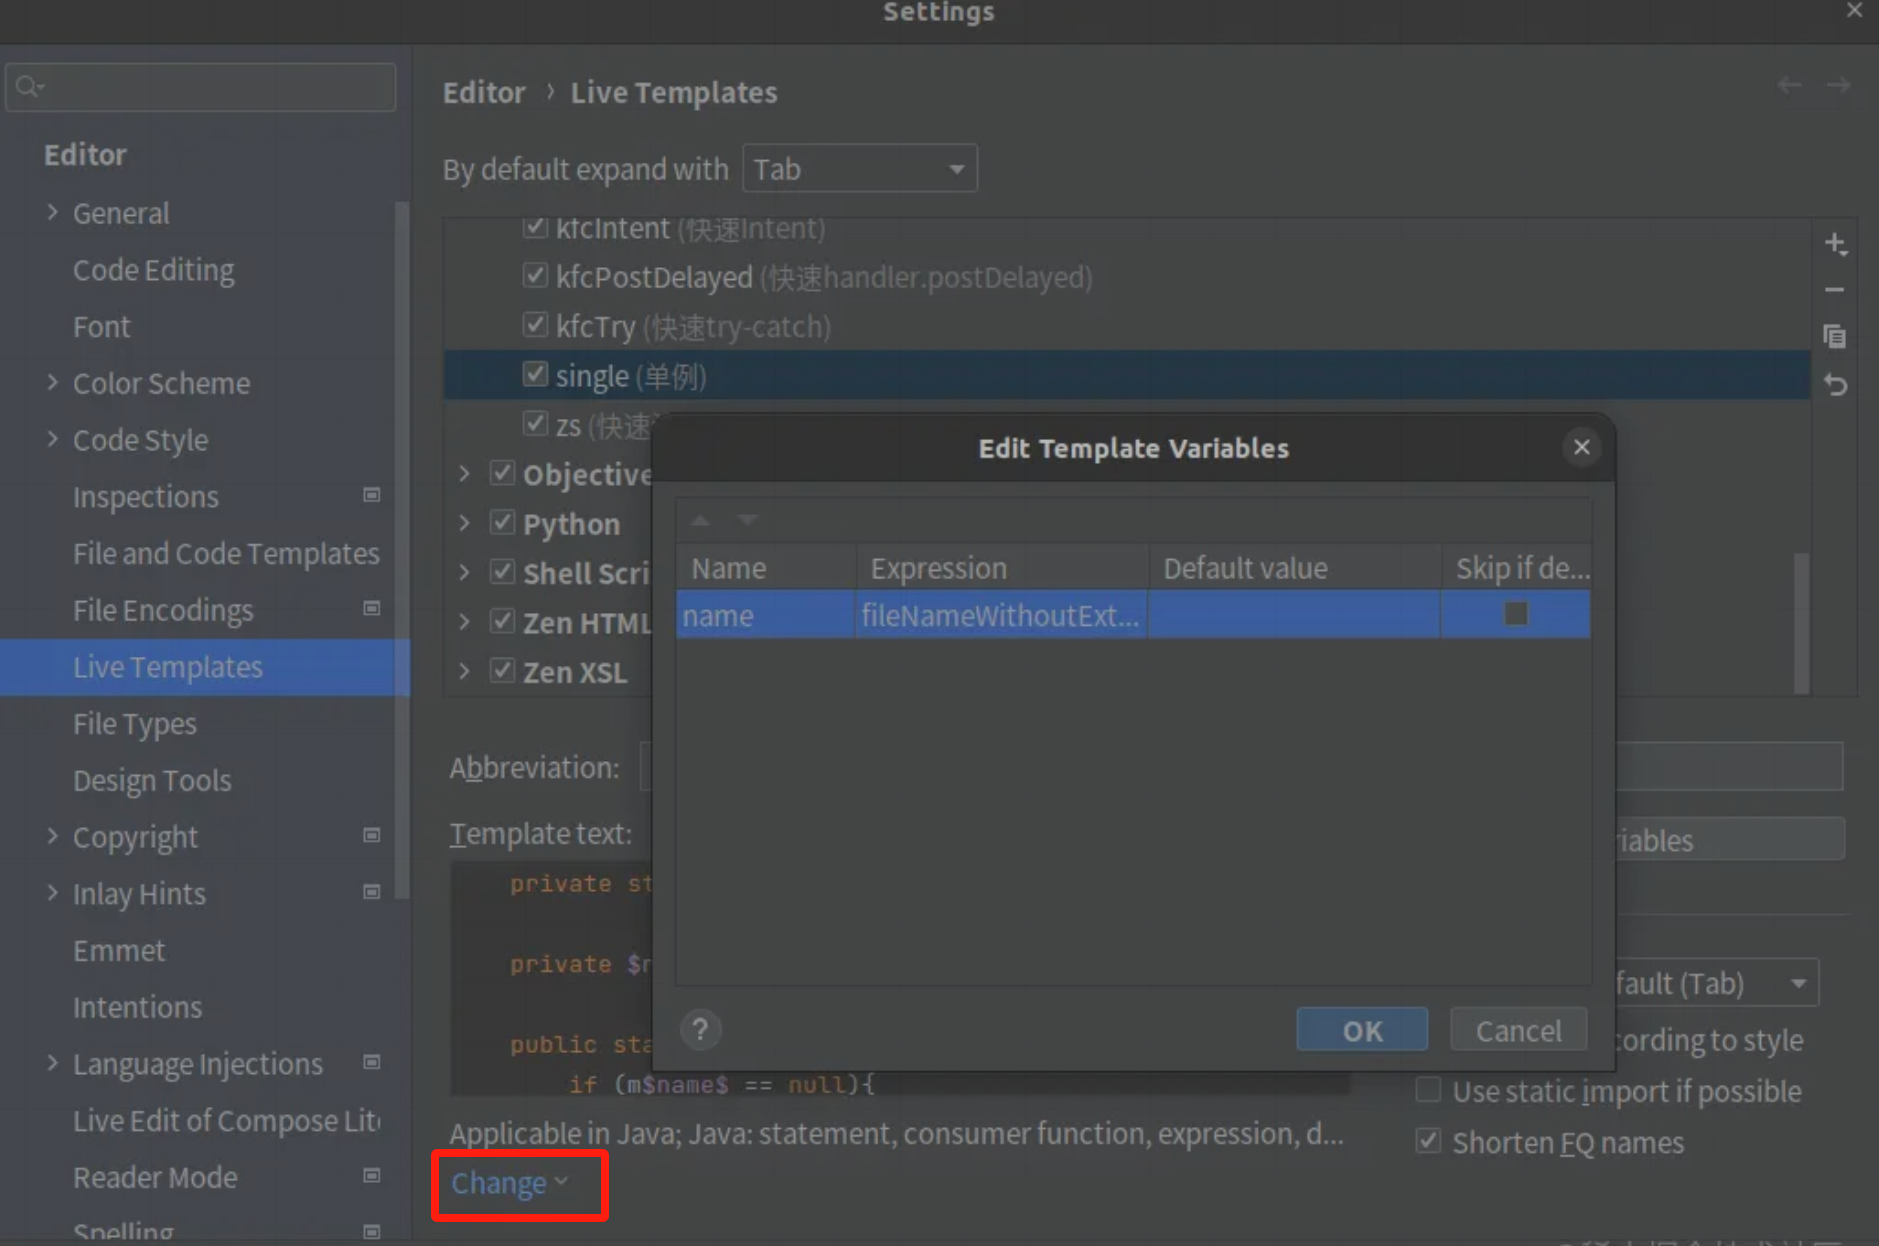 Settings
Editor › Live Templates
By default expand with Tab
Editor
General
Code Editing
Font
Color Scheme
Code Style
Inspections
File and Code Templates
File Encodings
Live Templates
File Types
Design Tools
Copyright
Inlay Hints
Emmet
Intentions
Language Injections
Live Edit of Compose Lit
Reader Mode
Spelling
kfcIntent (快速Intent)
kfcPostDelayed (快速handler.postDelayed)
kfcTry (快速try-catch)
single (单例)
zs (快速
Objective
Python
Shell Scri
Zen HTML
Zen XSL
Edit Template Variables
Name Expression Default value Skip if de...
name fileNameWithoutExt...
? OK Cancel
Abbreviation:
Template text:
riables
private st
private $n
public sta
if (m$name$ == null){
fault (Tab)
cording to style
Use static import if possible
Shorten FQ names
Applicable in Java; Java: statement, consumer function, expression, d...
Change